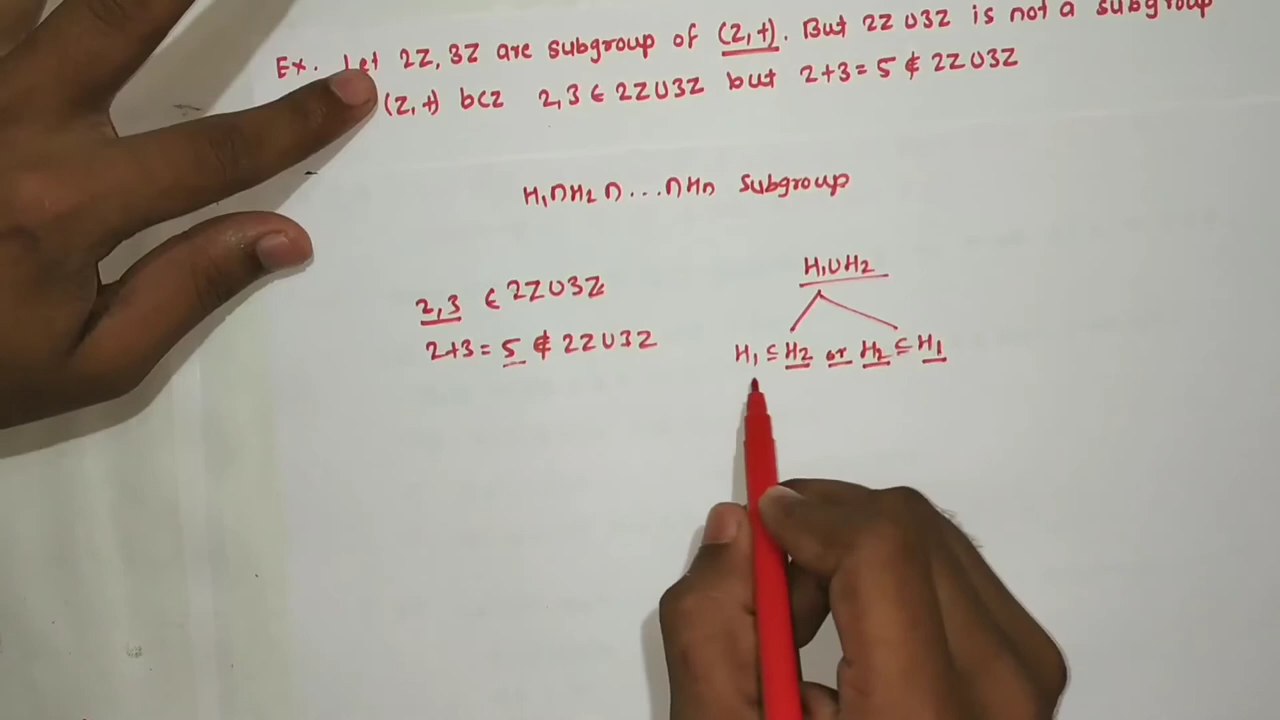 Ex. Let 2Z, 3Z are subgroup of (Z,+). But 2Z ∪ 3Z is not a subgroup
(Z,+) bcz 2,3 ∈ 2Z∪3Z but 2+3=5 ∉ 2Z∪3Z
H₁∩H₂∩...∩Hn subgroup
2,3 ∈ 2Z∪3Z
2+3=5 ∉ 2Z∪3Z
H₁∪H₂
H₁⊆H₂ or H₂⊆H₁